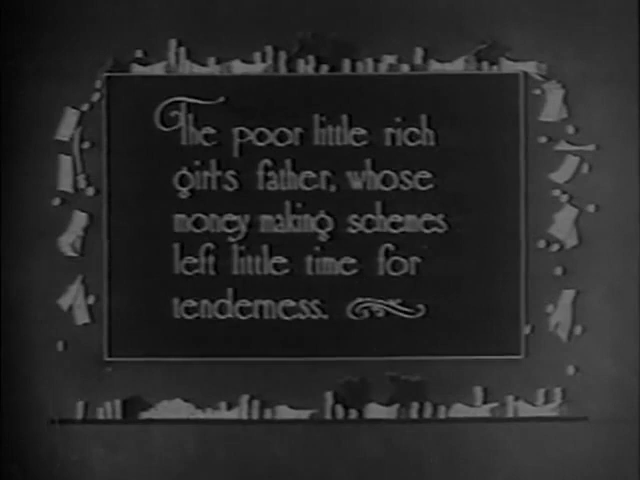 The poor little rich
girl's father, whose
money making schemes
left little time for
tenderness.